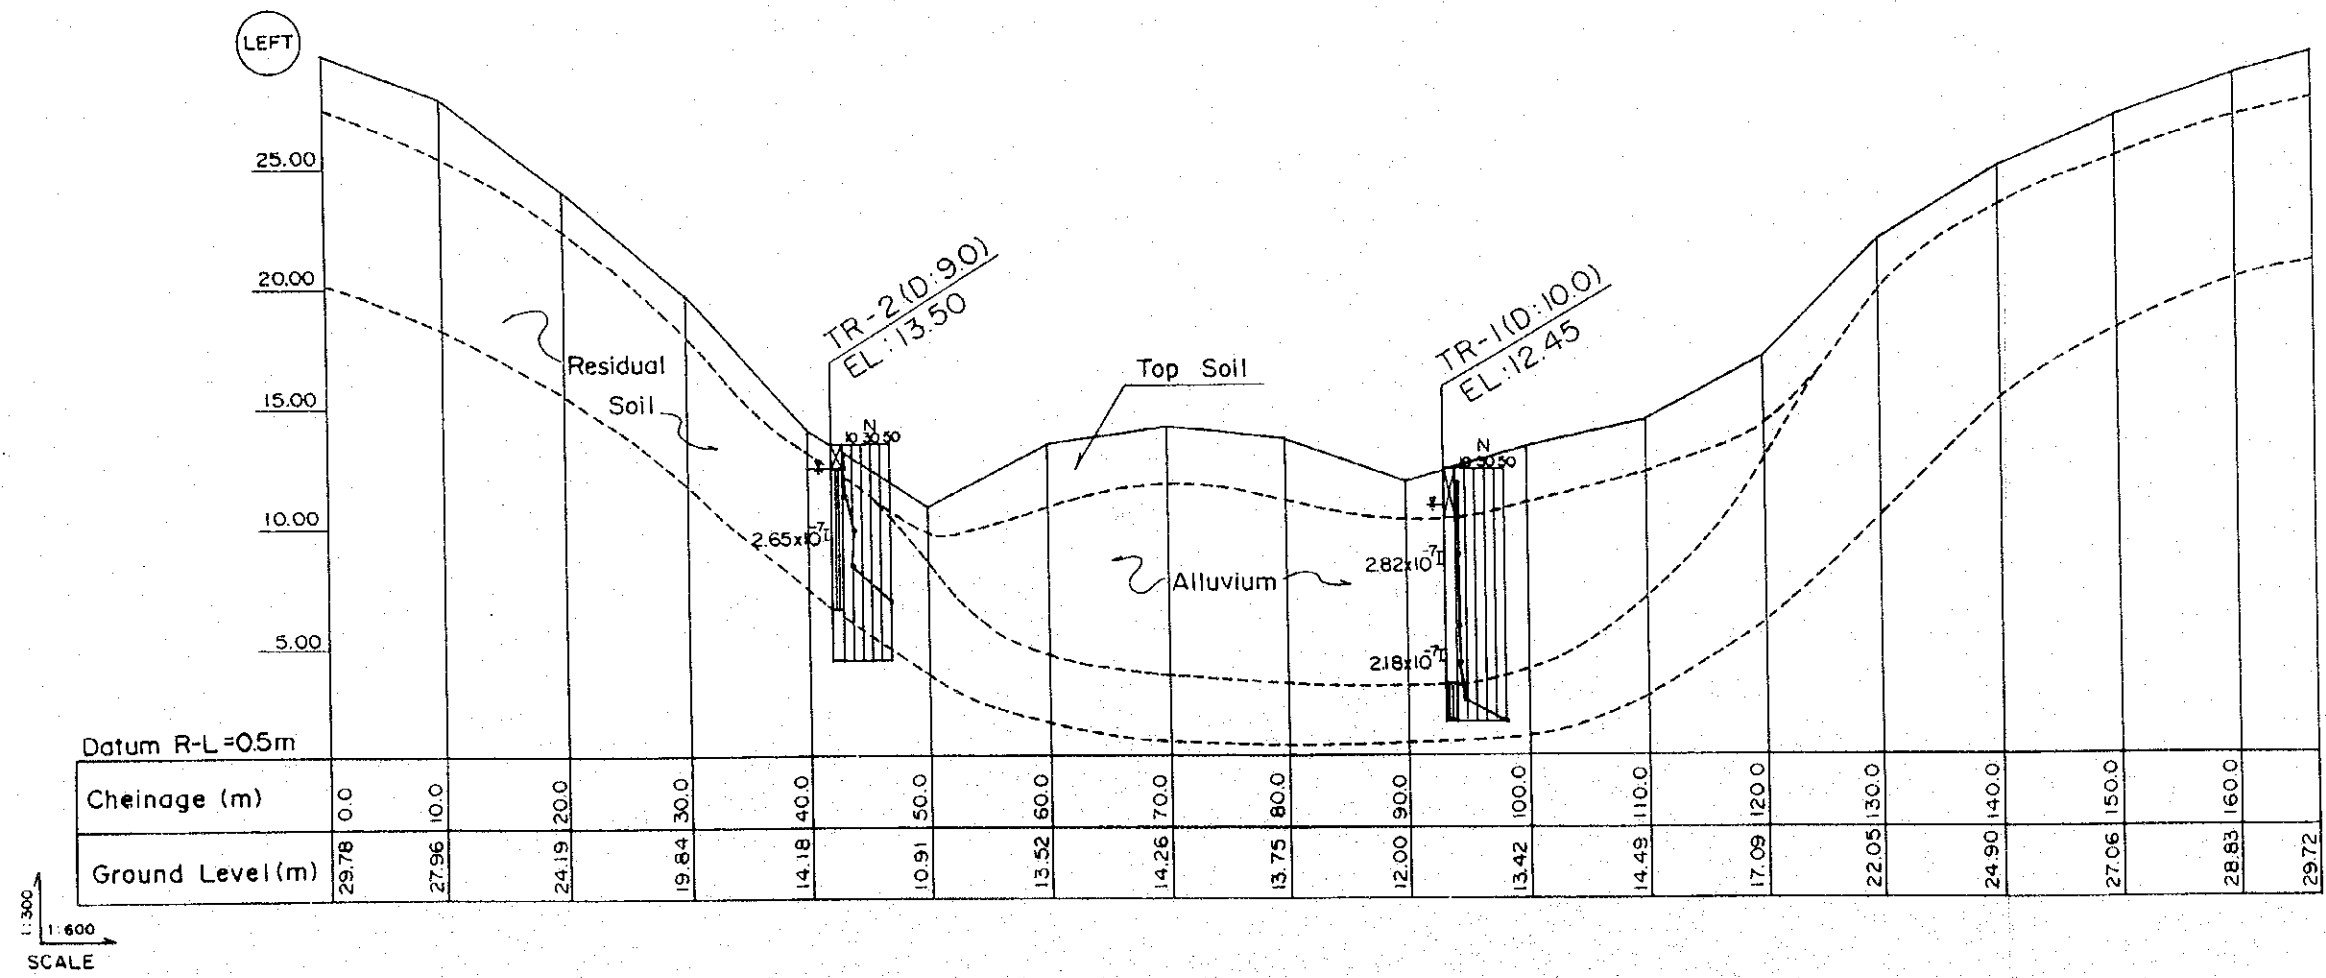 LEFT
25.00
20.00
15.00
10.00
5.00
TR-2 (D:9.0)
EL:13.50
TR-1 (D:10.0)
EL:12.45
Residual
Soil
Top Soil
N
10 30 50
N
10 30 50
2.65x10⁻⁷
Alluvium
2.82x10⁻⁷
2.18x10⁻⁷
Datum R-L=0.5m
Cheinage (m) 0.0 10.0 20.0 30.0 40.0 50.0 60.0 70.0 80.0 90.0 100.0 110.0 120.0 130.0 140.0 150.0 160.0
Ground Level (m) 29.78 27.96 24.19 19.84 14.18 10.91 13.52 14.26 13.75 12.00 13.42 14.49 17.09 22.05 24.90 27.06 28.83 29.72
1:300
1:600
SCALE